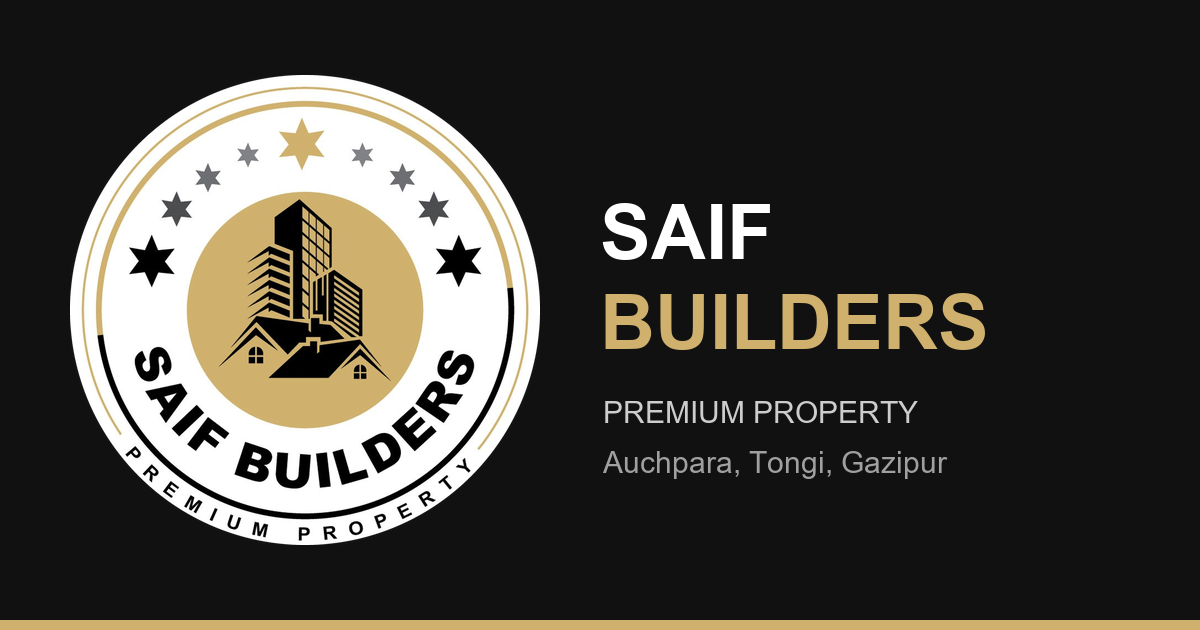 SAIF BUILDERS
PREMIUM PROPERTY
SAIF
BUILDERS
PREMIUM PROPERTY
Auchpara, Tongi, Gazipur